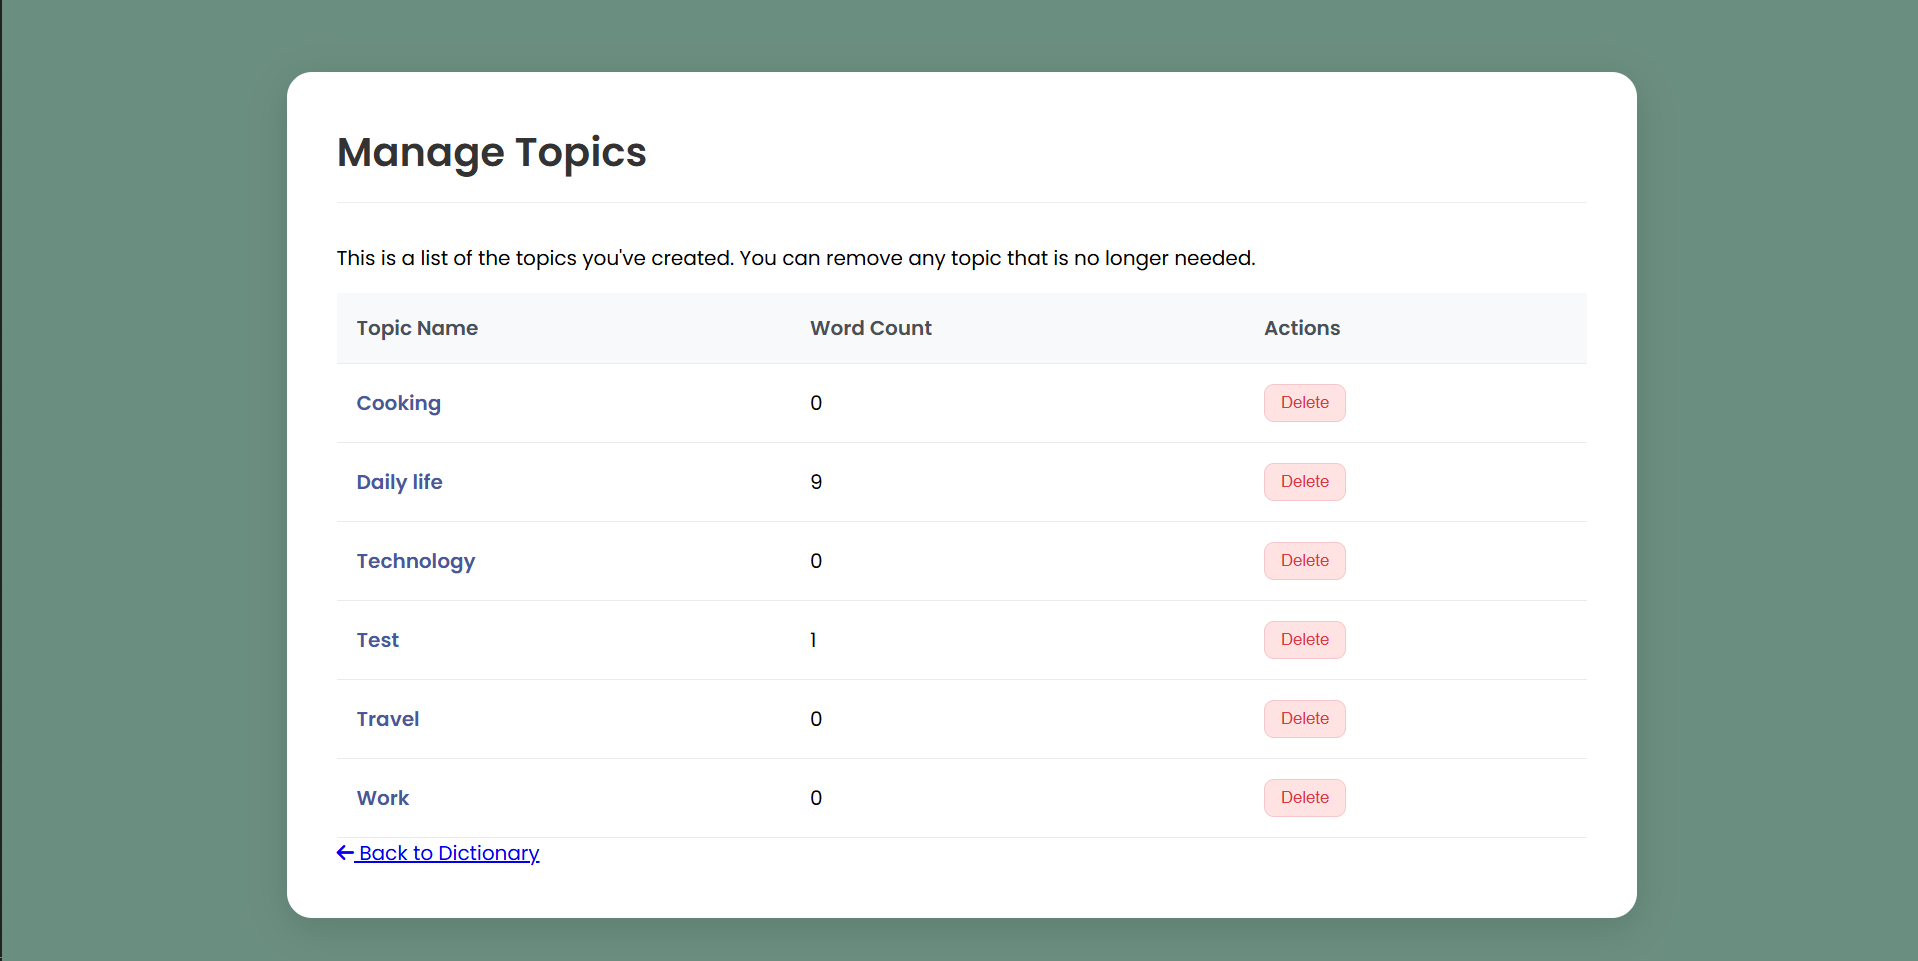 Manage Topics
This is a list of the topics you've created. You can remove any topic that is no longer needed.
Topic Name Word Count Actions
Cooking 0 Delete
Daily life 9 Delete
Technology 0 Delete
Test 1 Delete
Travel 0 Delete
Work 0 Delete
Back to Dictionary